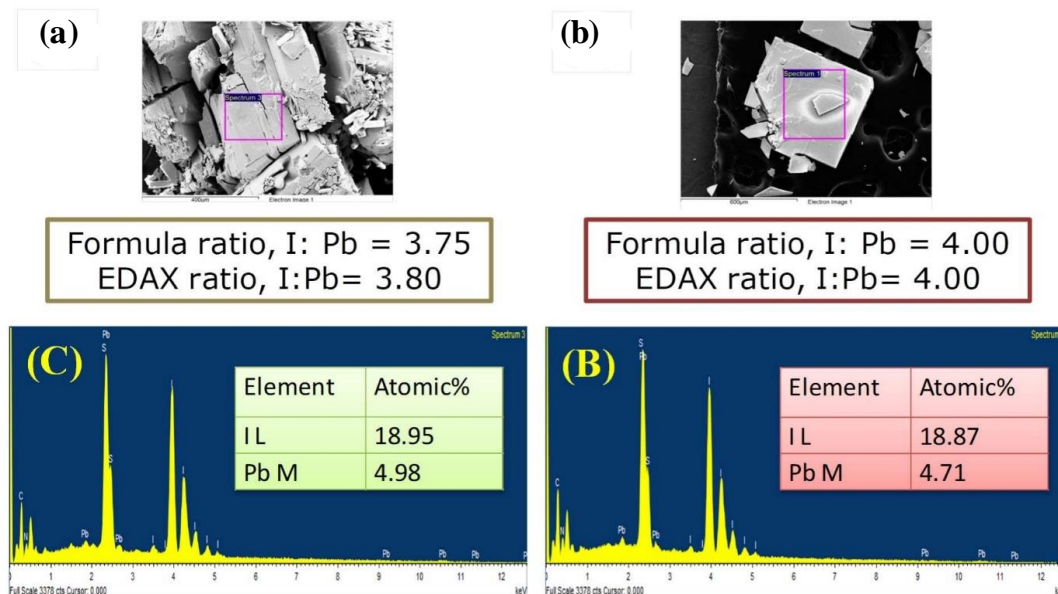 (a)
Spectrum 3
400µm
Electron Image 1
(b)
Spectrum 1
600µm
Electron Image 1
Formula ratio, I: Pb = 3.75
EDAX ratio, I:Pb= 3.80
Formula ratio, I: Pb = 4.00
EDAX ratio, I:Pb= 4.00
(C)
Spectrum 3
Pb
S
S
C
N
Pb
Pb
I
I
I
I
I
I
I
Pb
Pb
Pb
Element Atomic%
I L 18.95
Pb M 4.98
0 1 2 3 4 5 6 7 8 9 10 11 12
Full Scale 3378 cts Cursor: 0.000
keV
(B)
Spectrum
S
Pb
S
C
N
Pb
Pb
I
I
I
I
I
I
I
Pb
Pb
Pb
Element Atomic%
I L 18.87
Pb M 4.71
0 1 2 3 4 5 6 7 8 9 10 11 12
Full Scale 3378 cts Cursor: 0.000
keV